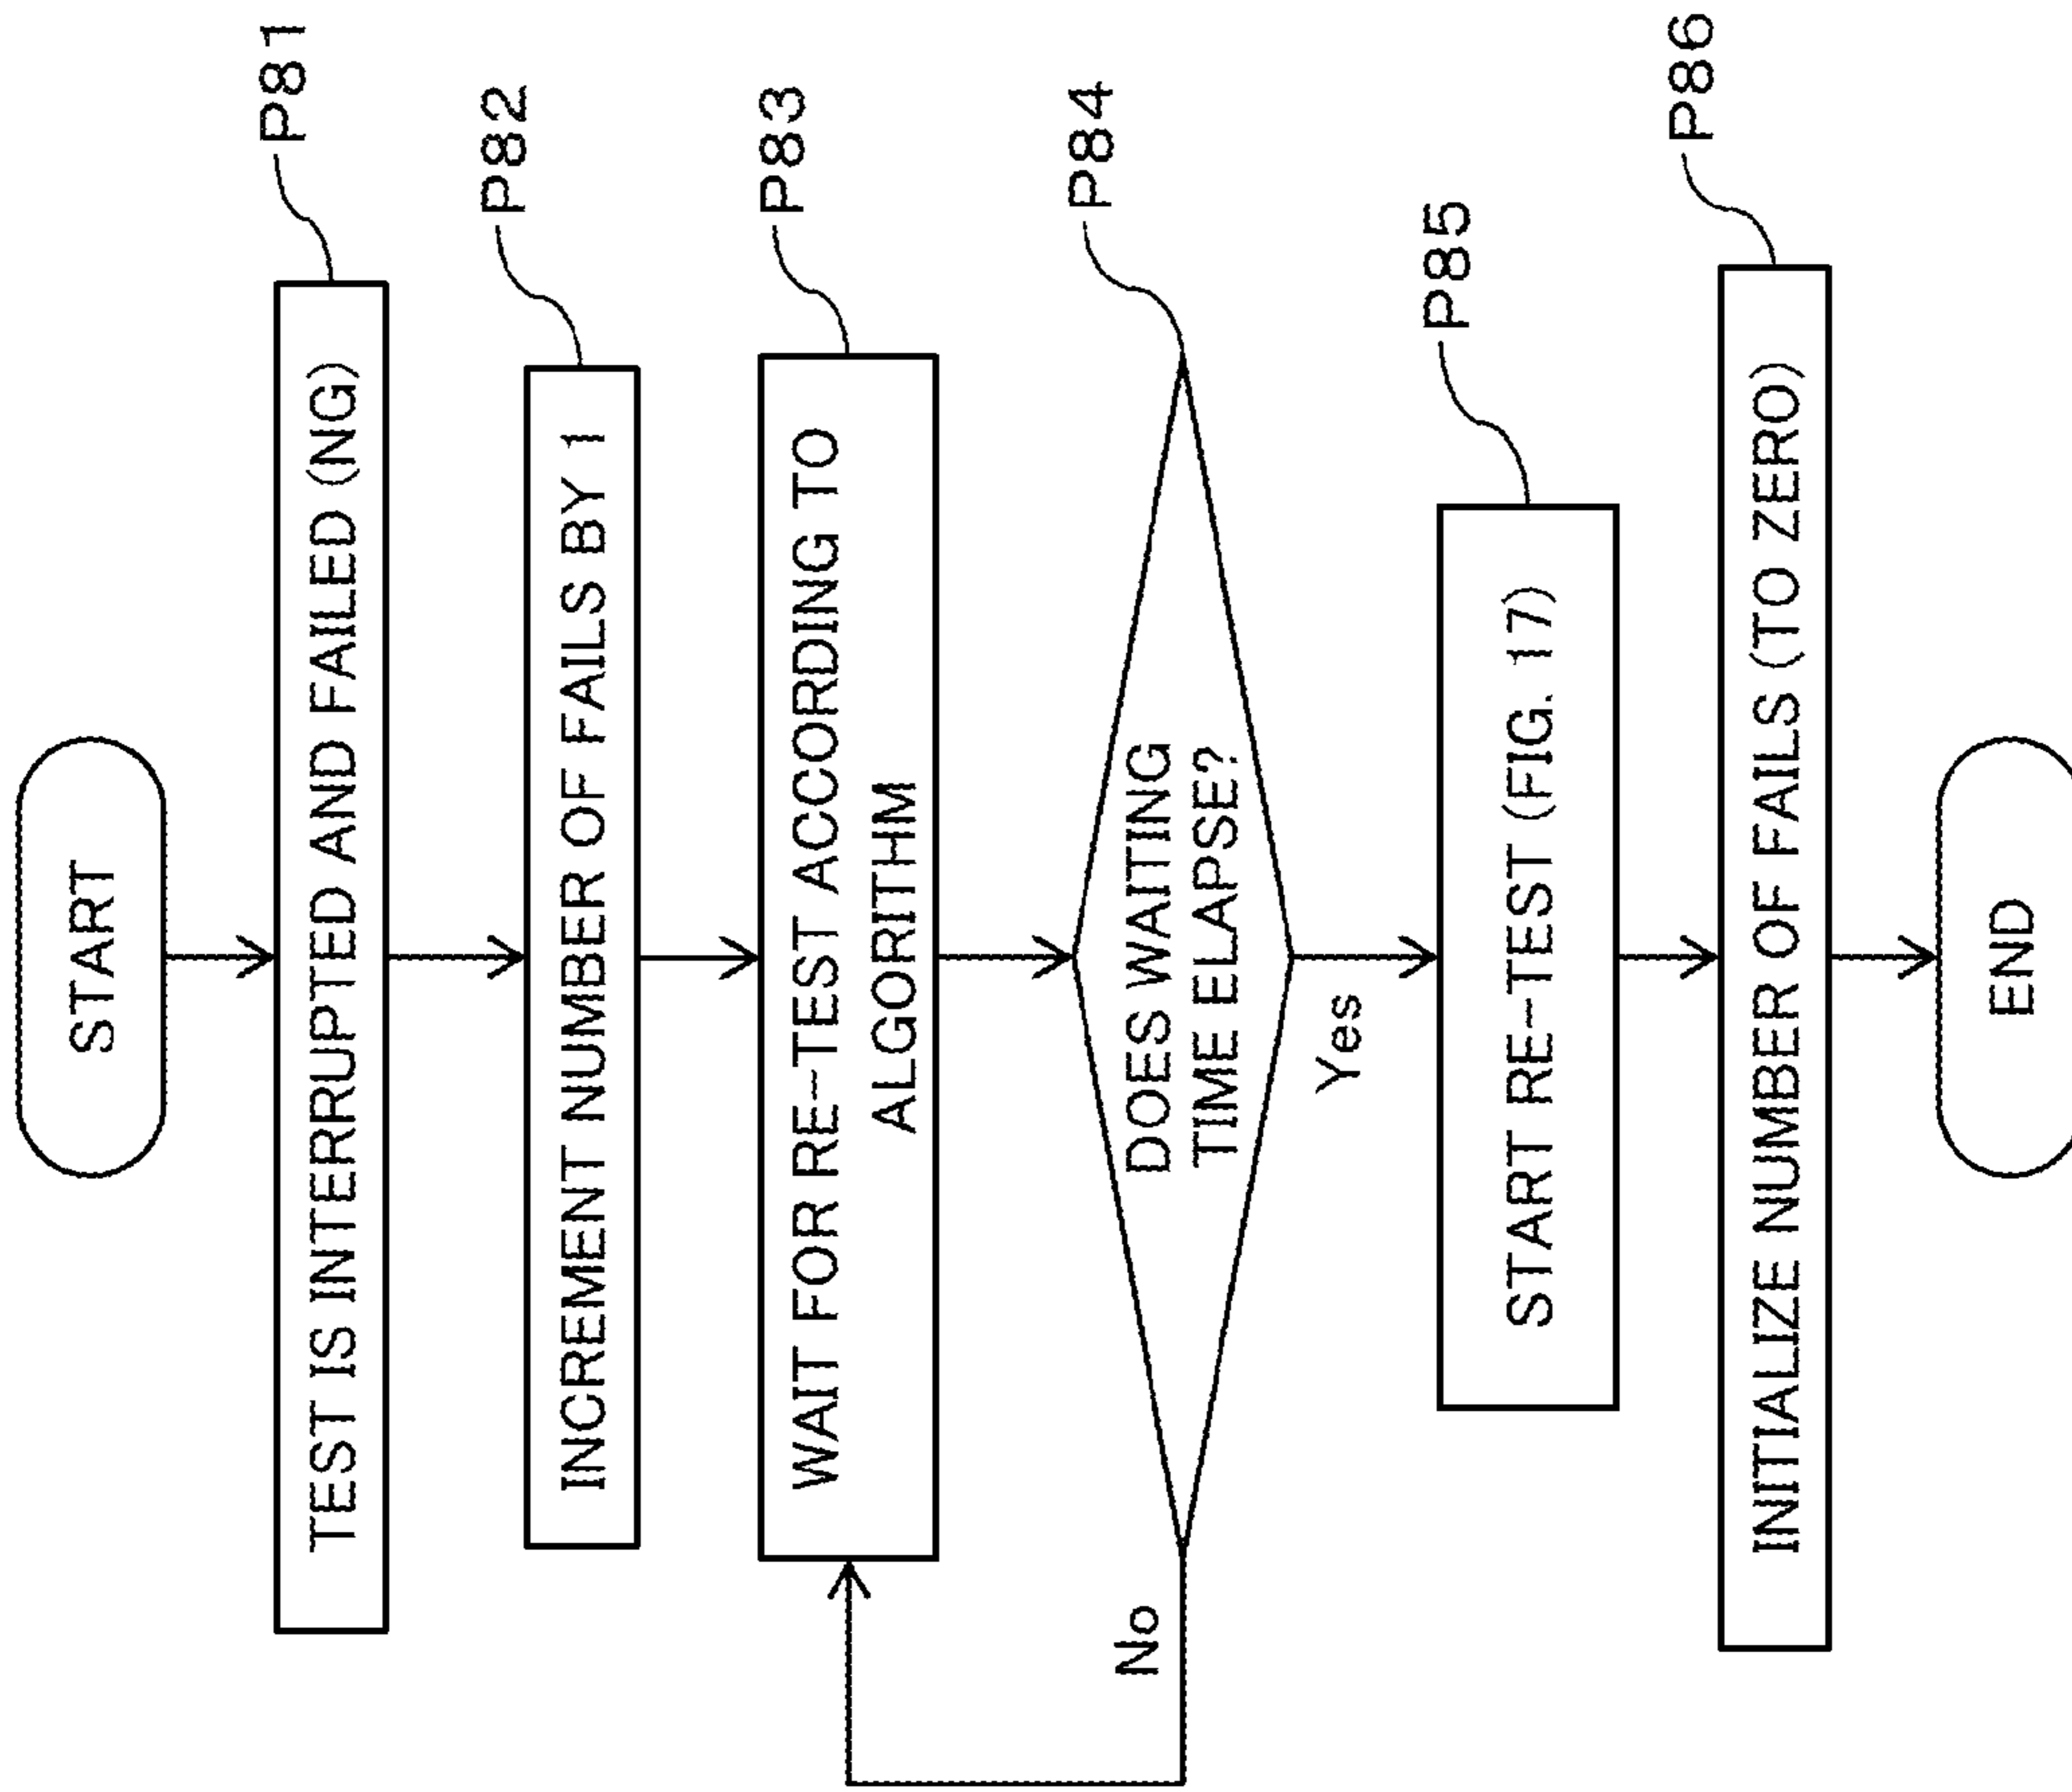 START
P81
TEST IS INTERRUPTED AND FAILED (NG)
P82
INCREMENT NUMBER OF FAILS BY 1
P83
WAIT FOR RE-TEST ACCORDING TO
ALGORITHM
P84
DOES WAITING
TIME ELAPSE?
No
Yes
P85
START RE-TEST (FIG. 17)
P86
INITIALIZE NUMBER OF FAILS (TO ZERO)
END